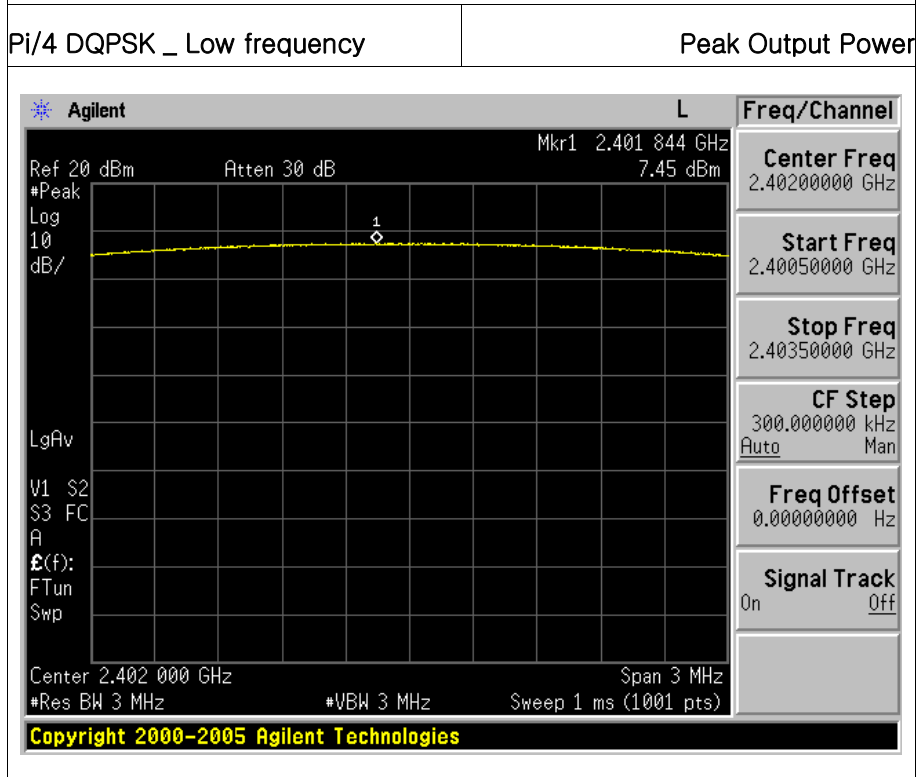 Pi/4 DQPSK _ Low frequency
Peak Output Power
Agilent
L
Freq/Channel
Mkr1 2.401 844 GHz
Ref 20 dBm Atten 30 dB 7.45 dBm
#Peak
Log
10
dB/
1
LgAv
V1 S2
S3 FC
A
£(f):
FTun
Swp
Center 2.402 000 GHz Span 3 MHz
#Res BW 3 MHz #VBW 3 MHz Sweep 1 ms (1001 pts)
Copyright 2000-2005 Agilent Technologies
Center Freq
2.40200000 GHz
Start Freq
2.40050000 GHz
Stop Freq
2.40350000 GHz
CF Step
300.000000 kHz
Auto Man
Freq Offset
0.00000000 Hz
Signal Track
On Off